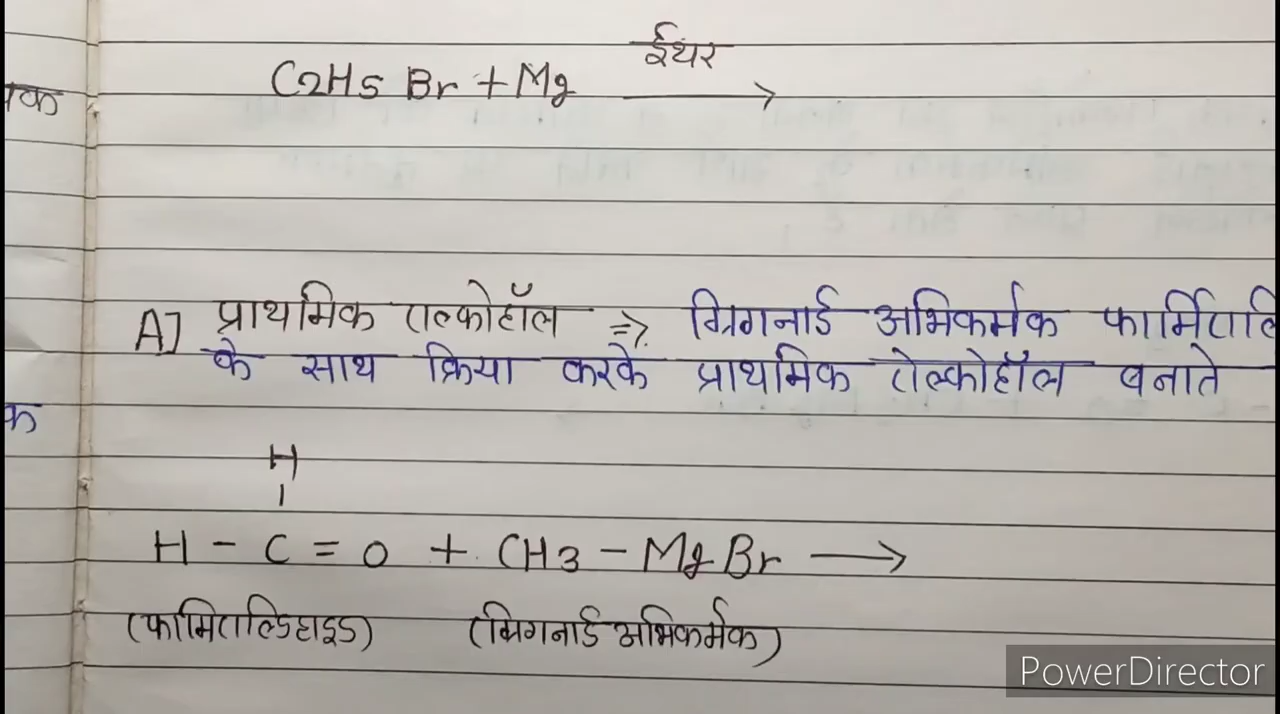 ईथर
C2H5 Br + Mg ⟶
क
A] प्राथमिक एल्कोहॉल ⇒ ग्रिगनार्ड अभिकर्मक
के साथ क्रिया करके प्राथमिक ऐल्कोहॉल बनाते
क
H
|
H - C = O + CH3 - MgBr ⟶
(फार्मिएल्डिहाइड) (ग्रिगनार्ड अभिकर्मक)
PowerDirector